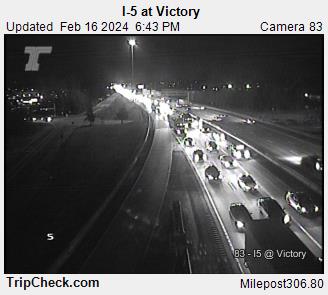 I-5 at Victory
Updated Feb 16 2024 6:43 PM Camera 83
T
S
83 - I5 @ Victory
TripCheck.com Milepost306.80